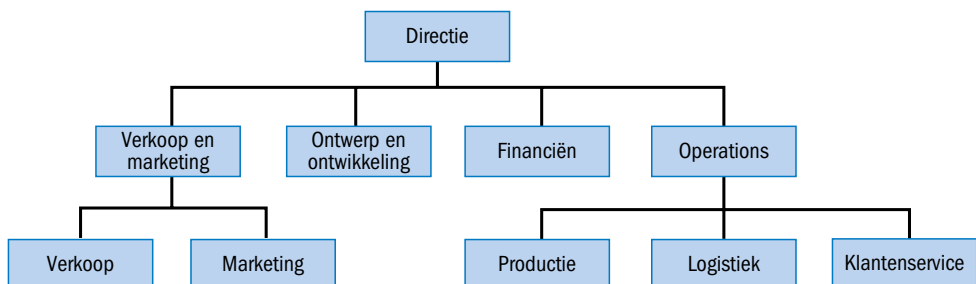 Directie
Verkoop en
marketing
Ontwerp en
ontwikkeling
Financiën
Operations
Verkoop
Marketing
Productie
Logistiek
Klantenservice